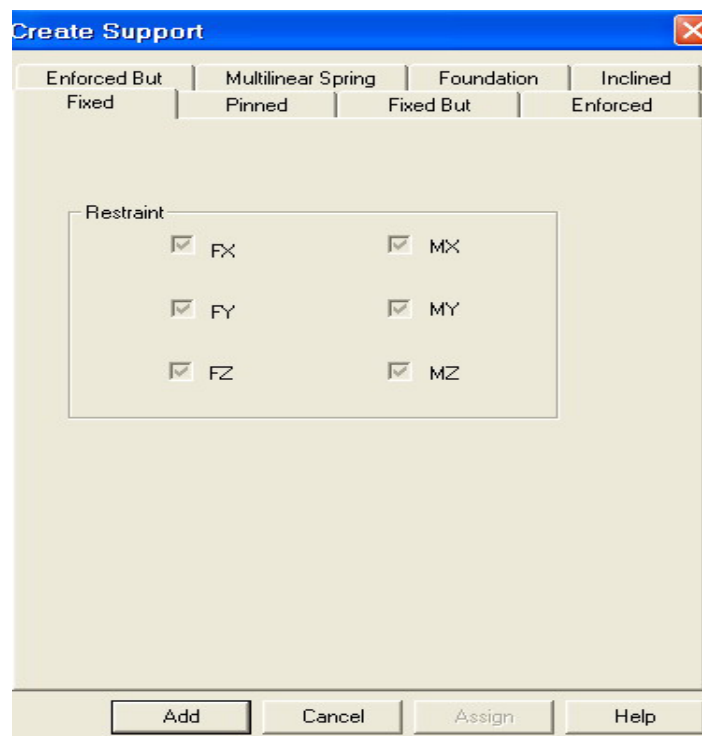 Create Support
Enforced But Multilinear Spring Foundation Inclined
Fixed Pinned Fixed But Enforced
Restraint
FX MX
FY MY
FZ MZ
Add Cancel Assign Help